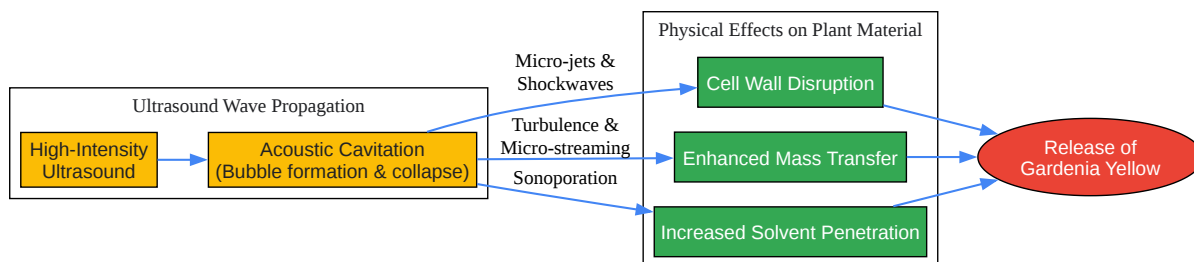 Ultrasound Wave Propagation
High-Intensity
Ultrasound
Acoustic Cavitation
(Bubble formation & collapse)
Micro-jets &
Shockwaves
Turbulence &
Micro-streaming
Sonoporation
Physical Effects on Plant Material
Cell Wall Disruption
Enhanced Mass Transfer
Increased Solvent Penetration
Release of
Gardenia Yellow